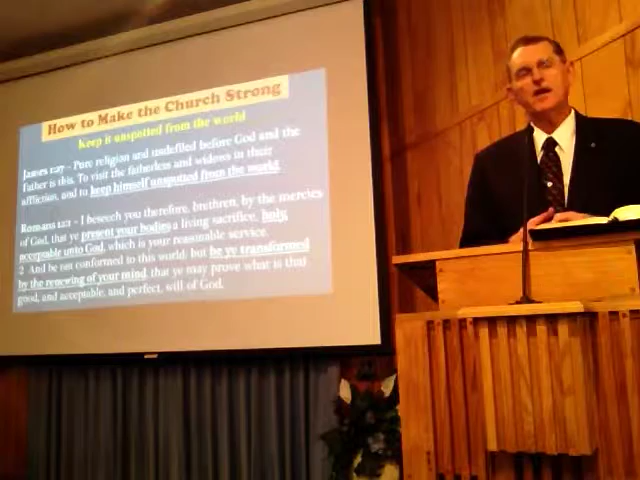 How to Make the Church Strong
Keep it unspotted from the world
James 1:27 - Pure religion and undefiled before God and the
Father is this, To visit the fatherless and widows in their
affliction, and to keep himself unspotted from the world.
Romans 12:1 - I beseech you therefore, brethren, by the mercies
of God, that ye present your bodies a living sacrifice, holy,
acceptable unto God, which is your reasonable service.
2 And be not conformed to this world: but be ye transformed
by the renewing of your mind, that ye may prove what is that
good, and acceptable, and perfect, will of God.